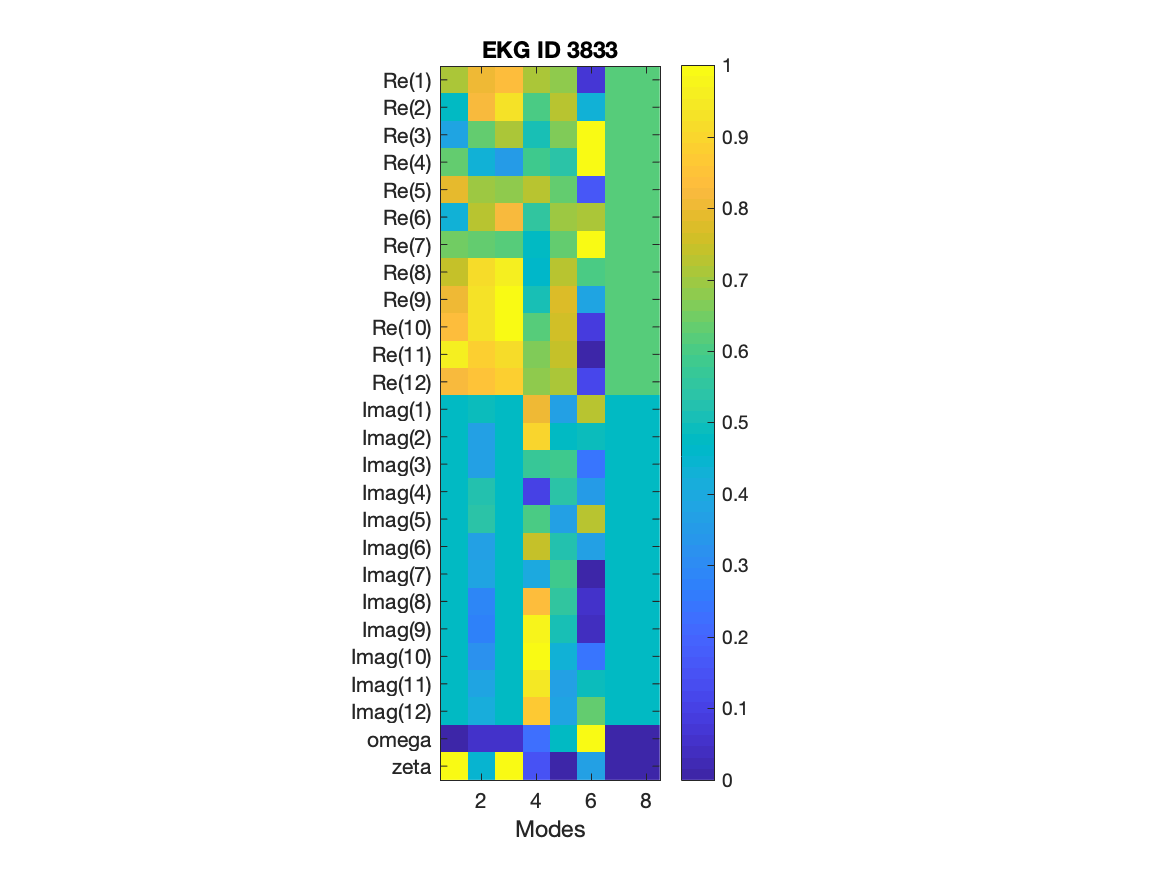 EKG ID 3833
Re(1)
Re(2)
Re(3)
Re(4)
Re(5)
Re(6)
Re(7)
Re(8)
Re(9)
Re(10)
Re(11)
Re(12)
Imag(1)
Imag(2)
Imag(3)
Imag(4)
Imag(5)
Imag(6)
Imag(7)
Imag(8)
Imag(9)
Imag(10)
Imag(11)
Imag(12)
omega
zeta
2 4 6 8
Modes
1
0.9
0.8
0.7
0.6
0.5
0.4
0.3
0.2
0.1
0